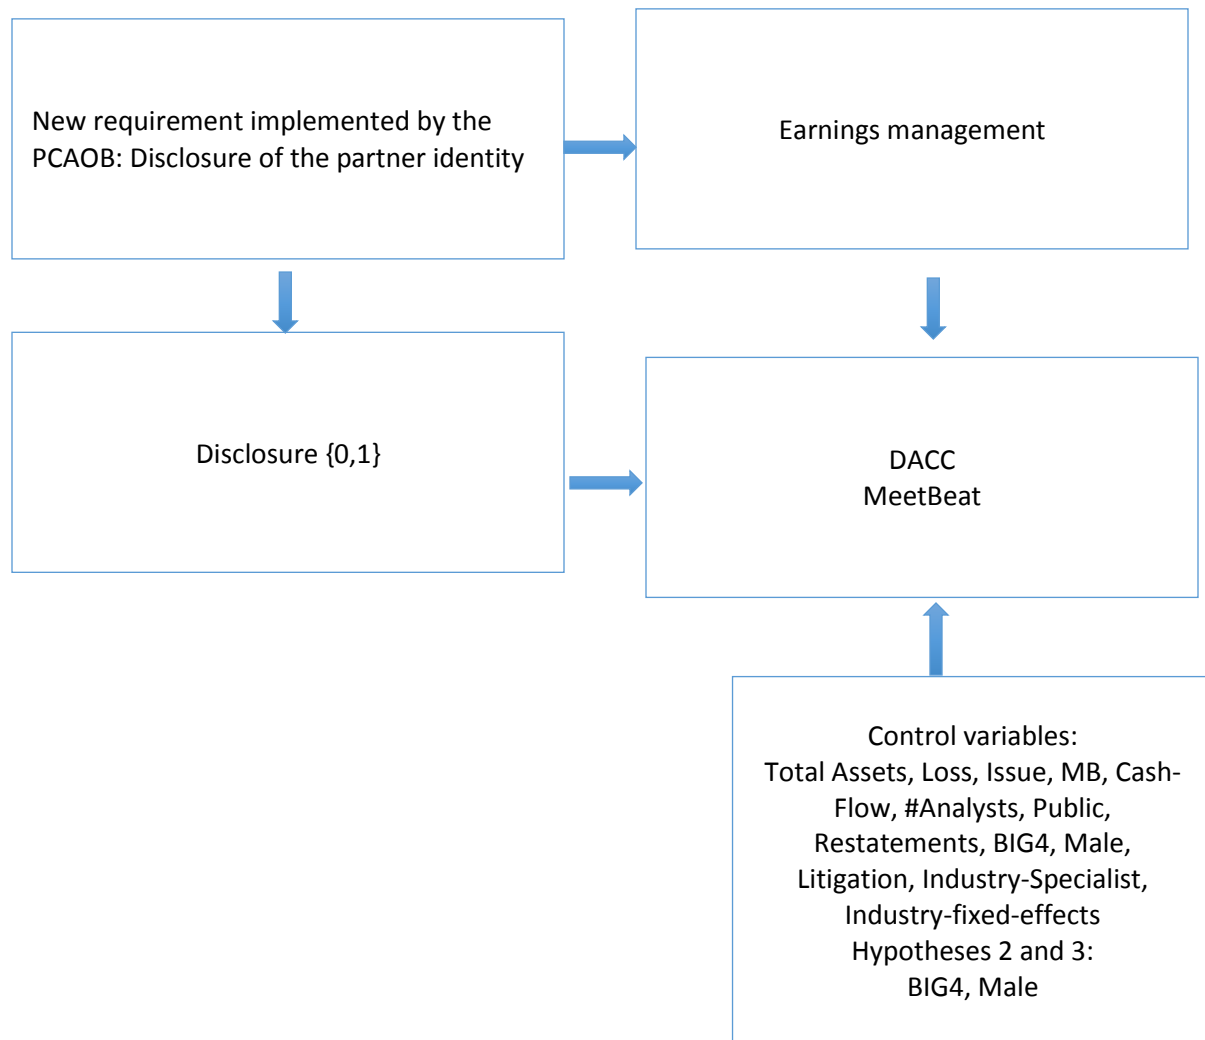 New requirement implemented by the
PCAOB: Disclosure of the partner identity
Earnings management
Disclosure {0,1}
DACC
MeetBeat
Control variables:
Total Assets, Loss, Issue, MB, Cash-
Flow, #Analysts, Public,
Restatements, BIG4, Male,
Litigation, Industry-Specialist,
Industry-fixed-effects
Hypotheses 2 and 3:
BIG4, Male